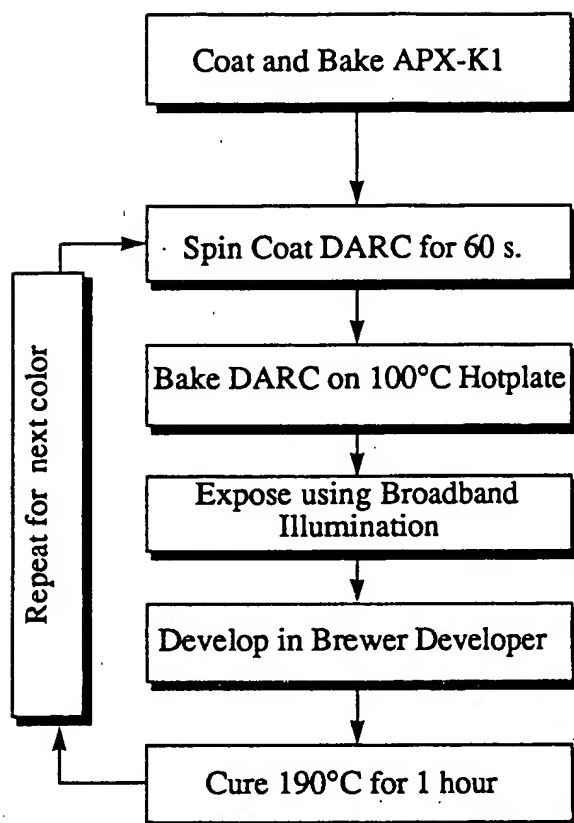 Coat and Bake APX-K1
Spin Coat DARC for 60 s.
Bake DARC on 100°C Hotplate
Expose using Broadband
Illumination
Develop in Brewer Developer
Cure 190°C for 1 hour
Repeat for next color